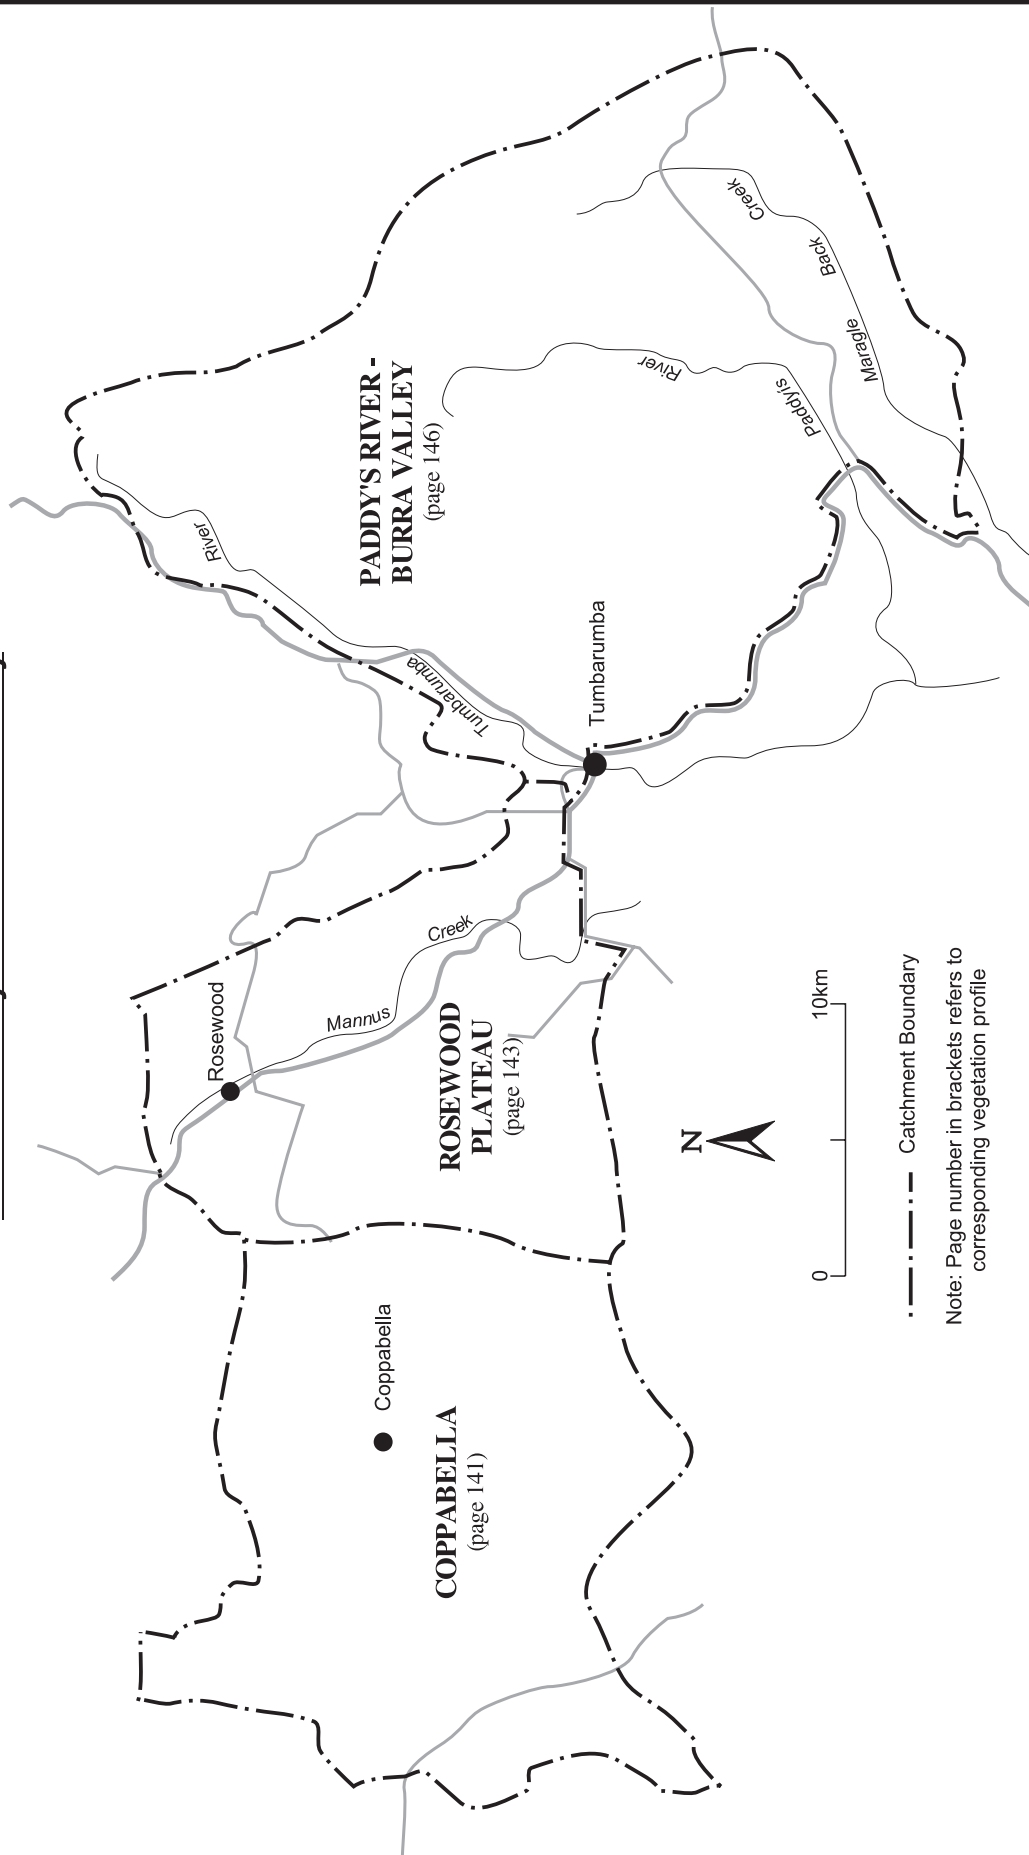 PADDY'S RIVER -
BURRA VALLEY
(page 146)
River
Tumbarumba
Tumbarumba
River
Paddyís
Creek
Back
Maragle
Rosewood
Creek
Mannus
ROSEWOOD
PLATEAU
(page 143)
Coppabella
COPPABELLA
(page 141)
N
0
10km
Catchment Boundary
Note: Page number in brackets refers to
corresponding vegetation profile